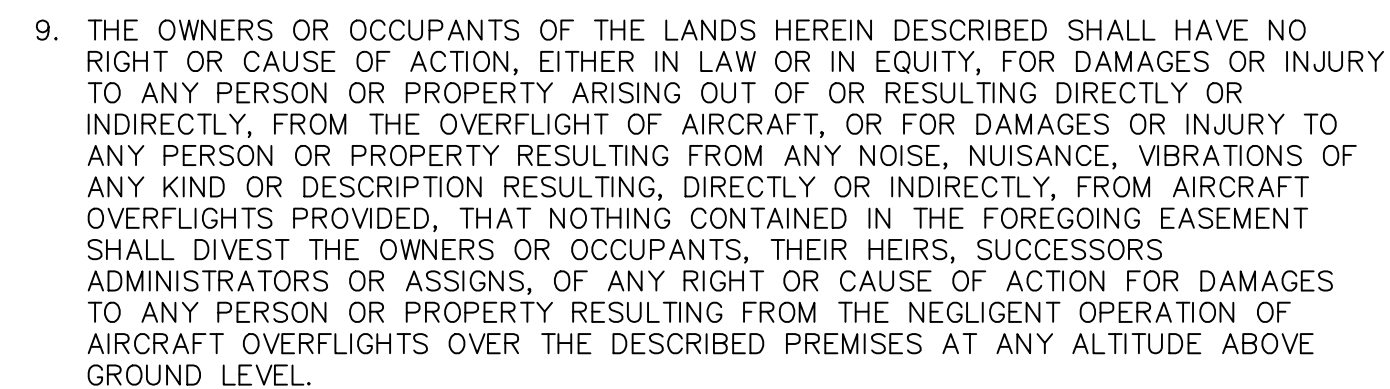 9. THE OWNERS OR OCCUPANTS OF THE LANDS HEREIN DESCRIBED SHALL HAVE NO
RIGHT OR CAUSE OF ACTION, EITHER IN LAW OR IN EQUITY, FOR DAMAGES OR INJURY
TO ANY PERSON OR PROPERTY ARISING OUT OF OR RESULTING DIRECTLY OR
INDIRECTLY, FROM THE OVERFLIGHT OF AIRCRAFT, OR FOR DAMAGES OR INJURY TO
ANY PERSON OR PROPERTY RESULTING FROM ANY NOISE, NUISANCE, VIBRATIONS OF
ANY KIND OR DESCRIPTION RESULTING, DIRECTLY OR INDIRECTLY, FROM AIRCRAFT
OVERFLIGHTS PROVIDED, THAT NOTHING CONTAINED IN THE FOREGOING EASEMENT
SHALL DIVEST THE OWNERS OR OCCUPANTS, THEIR HEIRS, SUCCESSORS
ADMINISTRATORS OR ASSIGNS, OF ANY RIGHT OR CAUSE OF ACTION FOR DAMAGES
TO ANY PERSON OR PROPERTY RESULTING FROM THE NEGLIGENT OPERATION OF
AIRCRAFT OVERFLIGHTS OVER THE DESCRIBED PREMISES AT ANY ALTITUDE ABOVE
GROUND LEVEL.